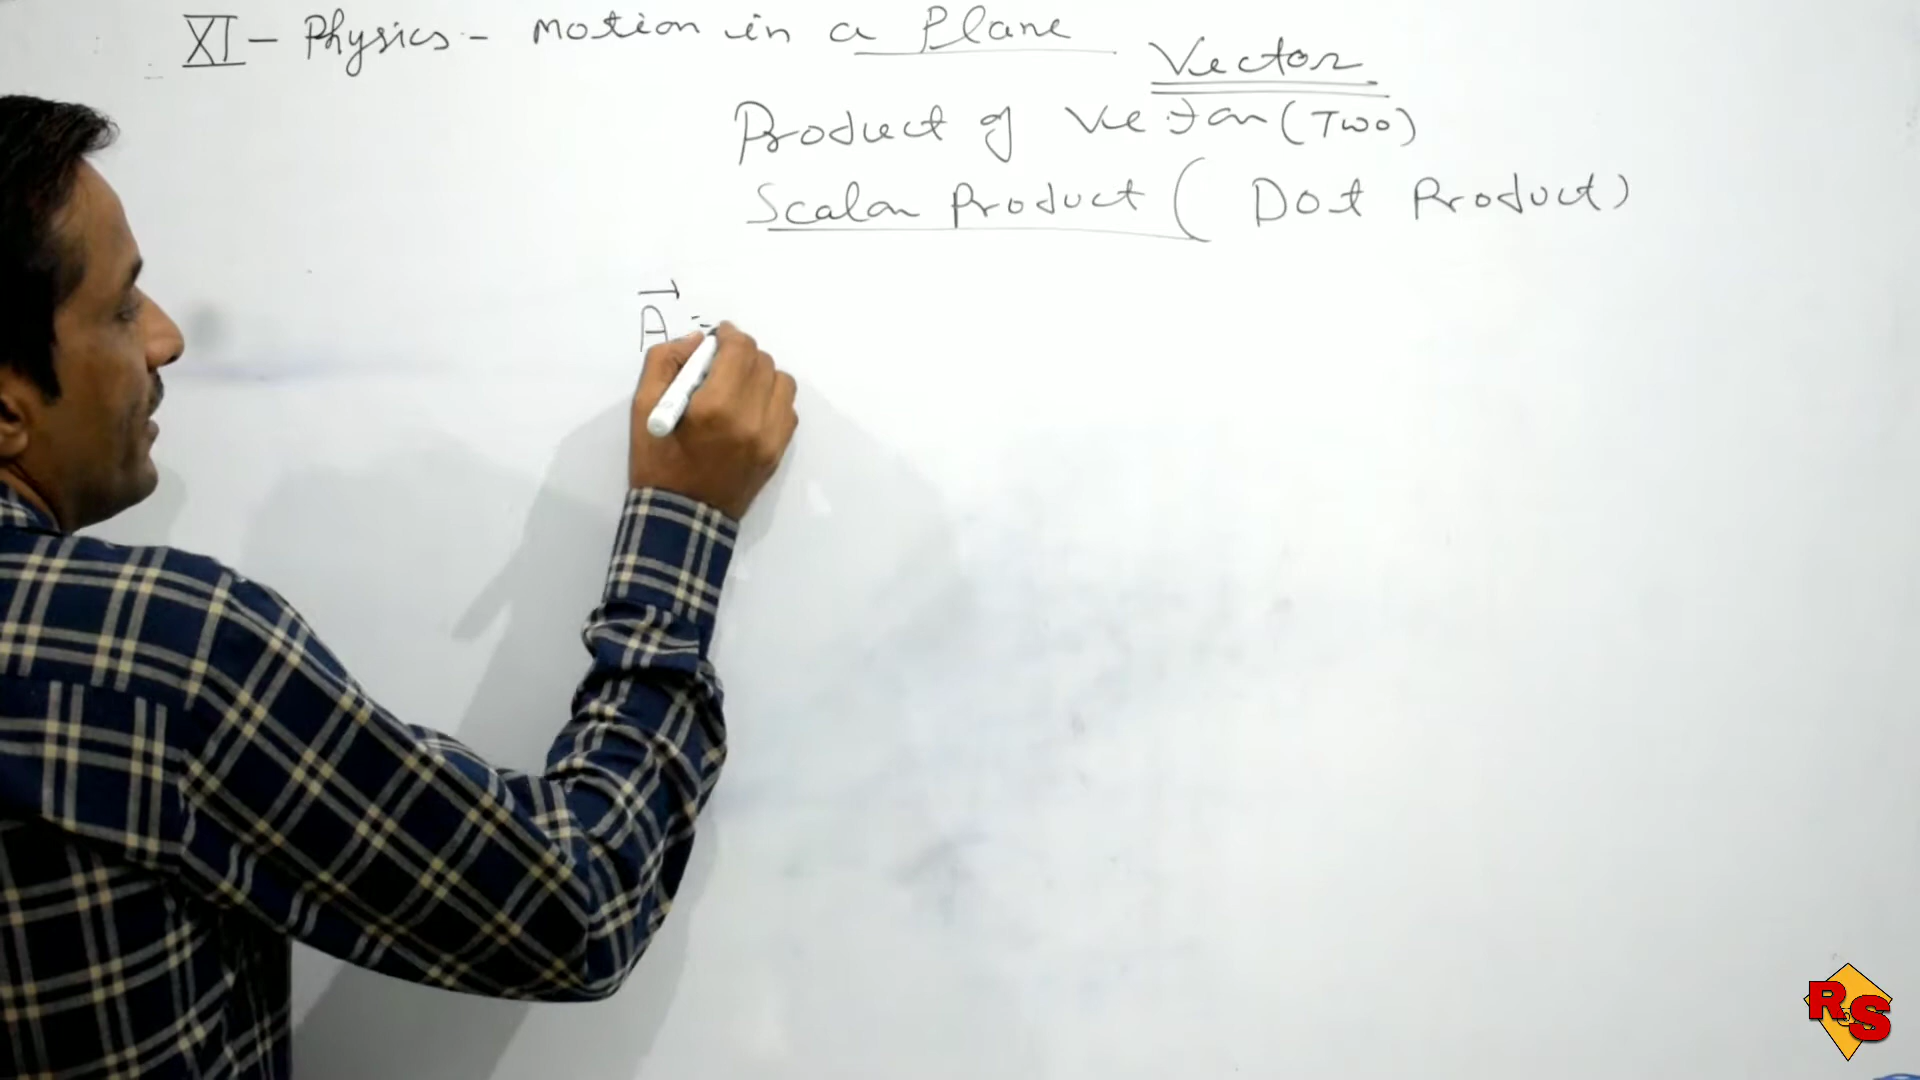 XI - Physics - Motion in a Plane
Vector
Product of Vector (Two)
Scalar Product ( Dot Product)
A =
RS